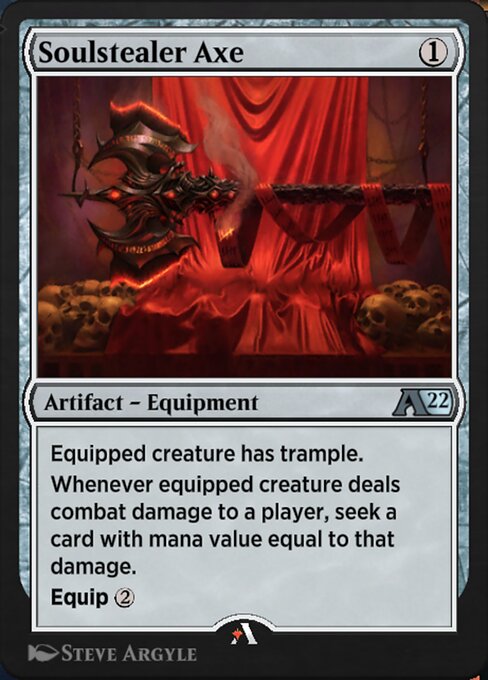 Soulstealer Axe 1
Artifact – Equipment 22
Equipped creature has trample.
Whenever equipped creature deals
combat damage to a player, seek a
card with mana value equal to that
damage.
Equip 2
Steve Argyle